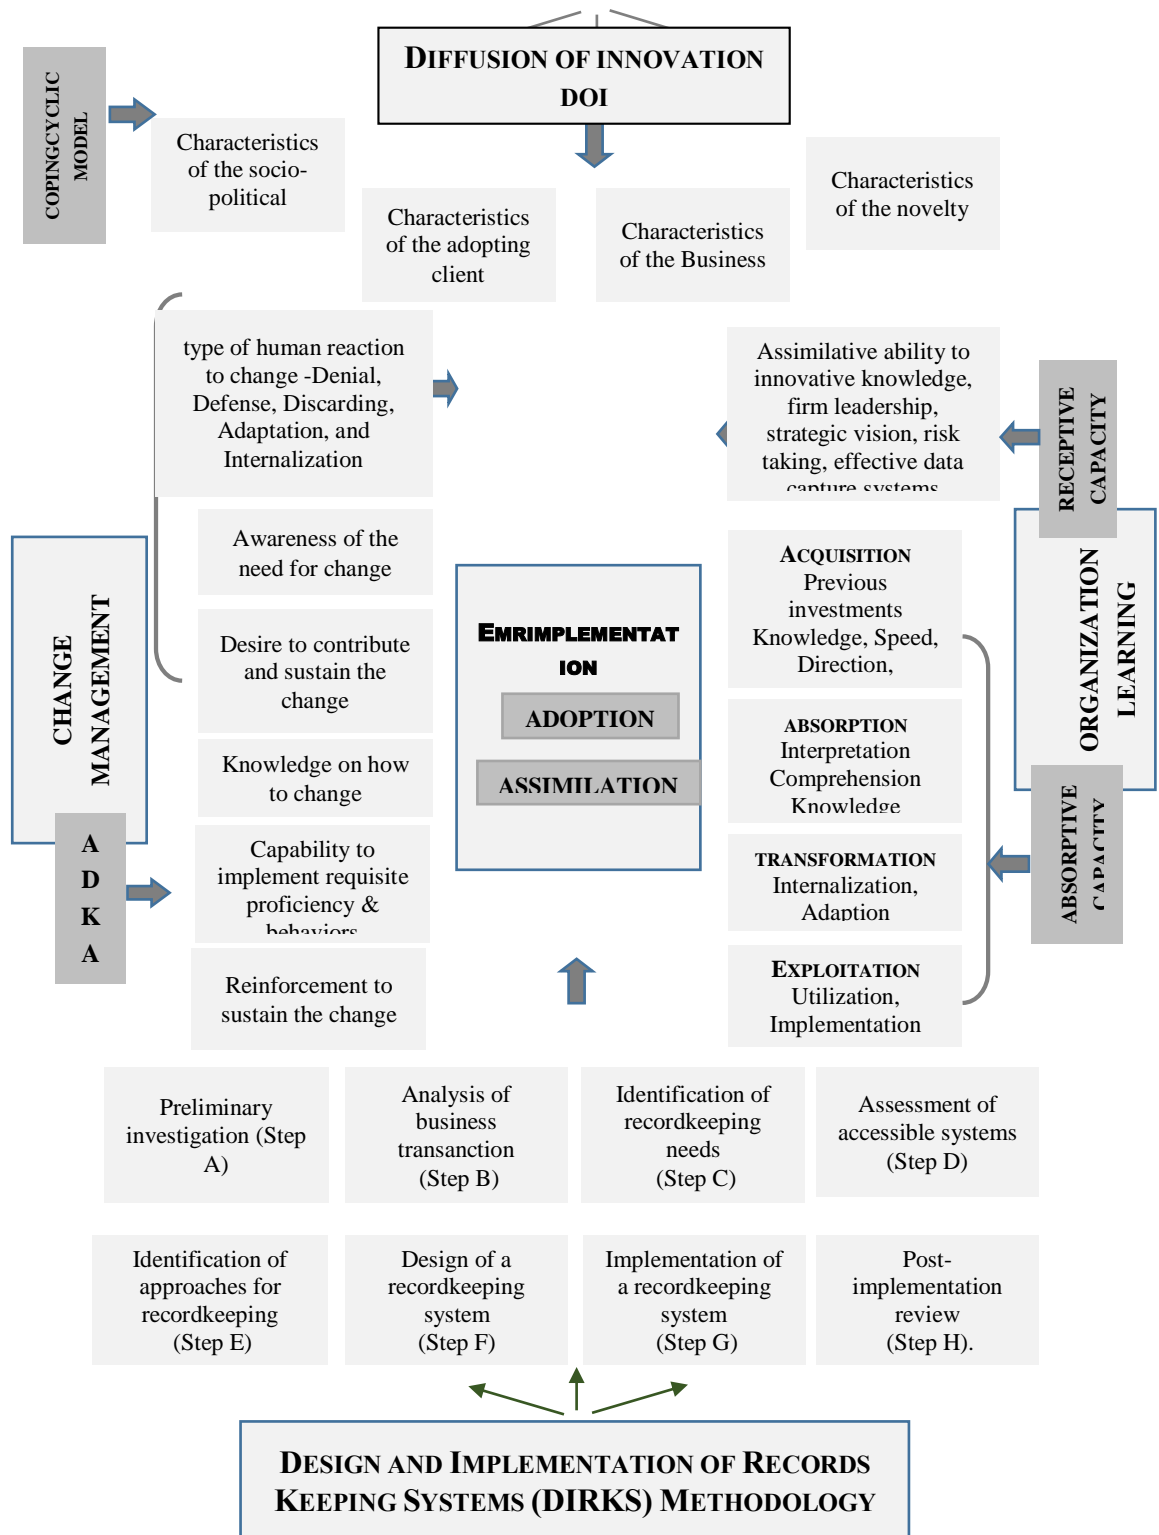 DIFFUSION OF INNOVATION
DOI
COPINGCYCLIC
MODEL
Characteristics
of the socio-
political
Characteristics
of the adopting
client
Characteristics
of the Business
Characteristics
of the novelty
type of human reaction
to change -Denial,
Defense, Discarding,
Adaptation, and
Internalization
Assimilative ability to
innovative knowledge,
firm leadership,
strategic vision, risk
taking, effective data
capture systems
RECEPTIVE
CAPACITY
Awareness of the
need for change
Desire to contribute
and sustain the
change
Knowledge on how
to change
Capability to
implement requisite
proficiency &
behaviors
Reinforcement to
sustain the change
CHANGE
MANAGEMENT
A
D
K
A
EMRIMPLEMENTAT
ION
ADOPTION
ASSIMILATION
ACQUISITION
Previous
investments
Knowledge, Speed,
Direction,
ABSORPTION
Interpretation
Comprehension
Knowledge
TRANSFORMATION
Internalization,
Adaption
EXPLOITATION
Utilization,
Implementation
ORGANIZATION
LEARNING
ABSORPTIVE
CAPACITY
Preliminary
investigation (Step
A)
Analysis of
business
transanction
(Step B)
Identification of
recordkeeping
needs
(Step C)
Assessment of
accessible systems
(Step D)
Identification of
approaches for
recordkeeping
(Step E)
Design of a
recordkeeping
system
(Step F)
Implementation of
a recordkeeping
system
(Step G)
Post-
implementation
review
(Step H).
DESIGN AND IMPLEMENTATION OF RECORDS
KEEPING SYSTEMS (DIRKS) METHODOLOGY